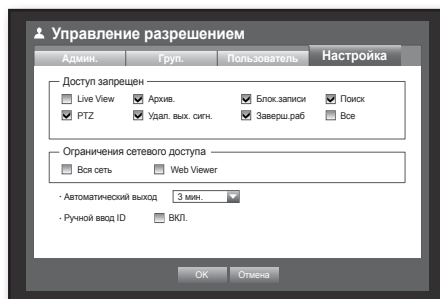 Управление разрешением
Админ. Груп. Пользователь Настройка
Доступ запрещен
Live View Архив. Блок.записи Поиск
PTZ Удал. вых. сигн. Заверш.раб Все
Ограничения сетевого доступа
Вся сеть Web Viewer
· Автоматический выход 3 мин.
· Ручной ввод ID ВКЛ.
OK Отмена